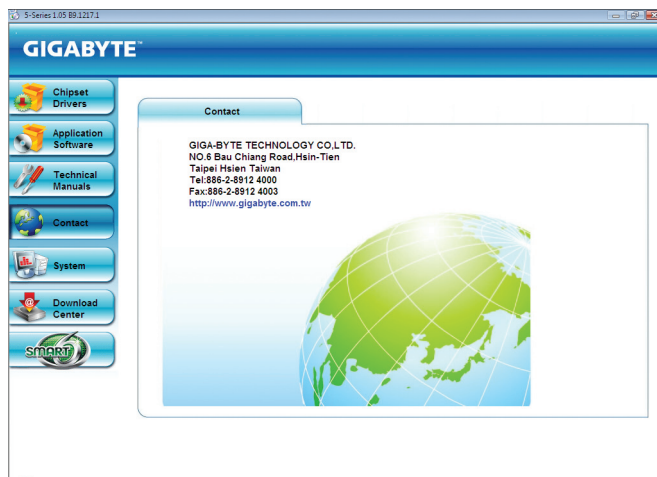 5-Series 1.05 B9.1217.1
GIGABYTE™
Chipset
Drivers
Application
Software
Technical
Manuals
Contact
System
Download
Center
SMART 6
Contact
GIGA-BYTE TECHNOLOGY CO,LTD.
NO.6 Bau Chiang Road,Hsin-Tien
Taipei Hsien Taiwan
Tel:886-2-8912 4000
Fax:886-2-8912 4003
http://www.gigabyte.com.tw